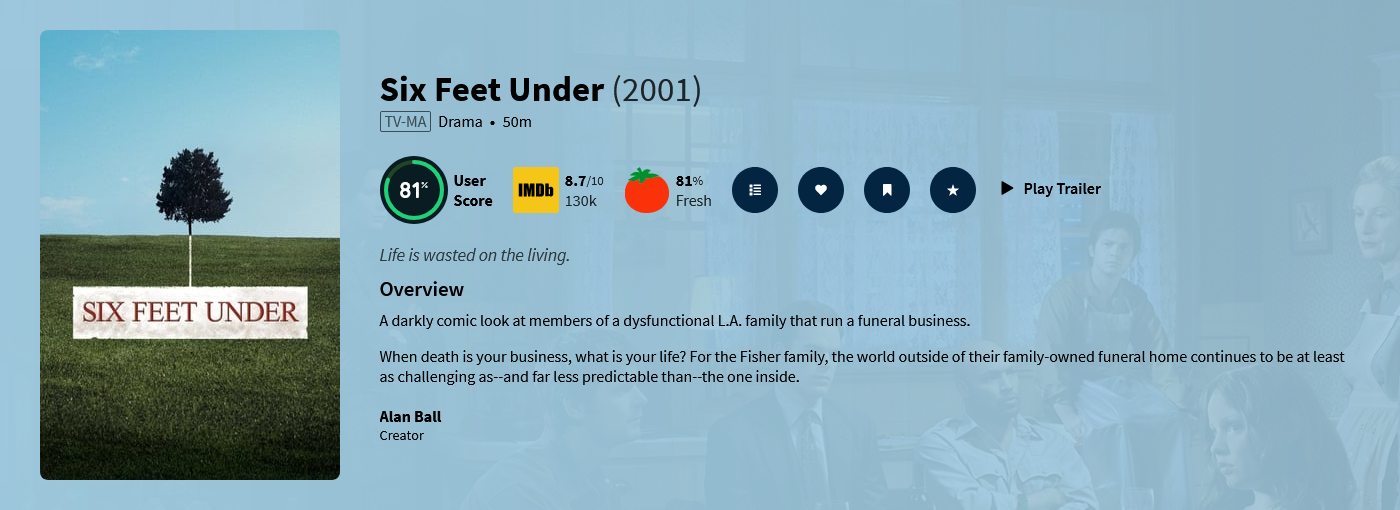 SIX FEET UNDER
Six Feet Under (2001)
TV-MA Drama • 50m
81%
User
Score
IMDb
8.7/10
130k
81%
Fresh
Play Trailer
Life is wasted on the living.
Overview
A darkly comic look at members of a dysfunctional L.A. family that run a funeral business.
When death is your business, what is your life? For the Fisher family, the world outside of their family-owned funeral home continues to be at least
as challenging as--and far less predictable than--the one inside.
Alan Ball
Creator